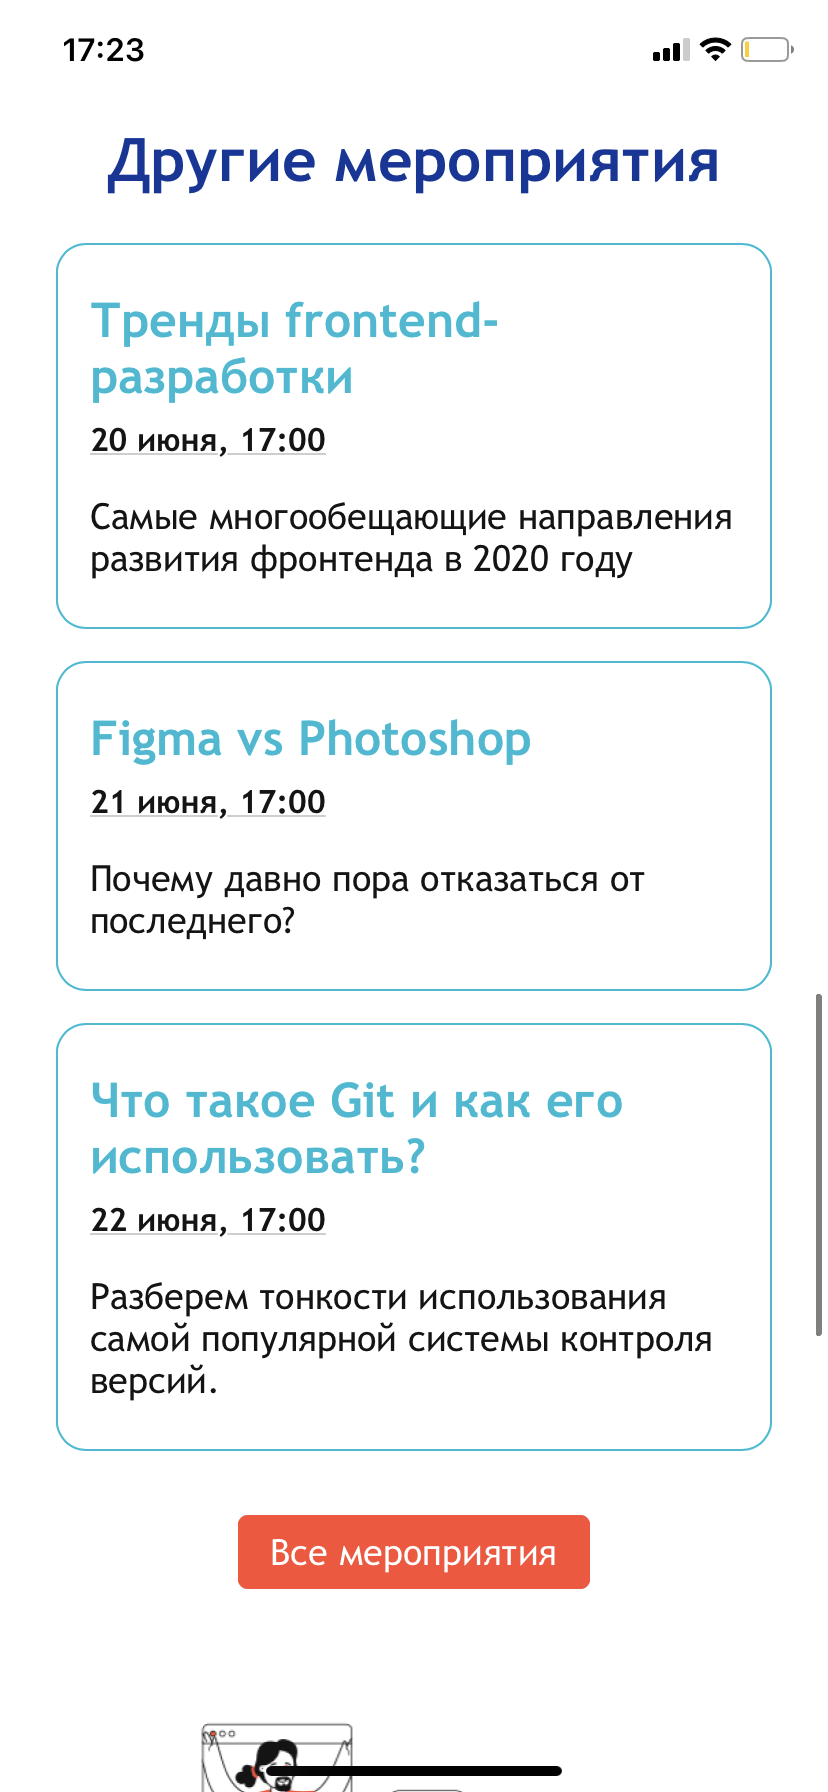 17:23
Другие мероприятия
Тренды frontend-
разработки
20 июня, 17:00
Самые многообещающие направления
развития фронтенда в 2020 году
Figma vs Photoshop
21 июня, 17:00
Почему давно пора отказаться от
последнего?
Что такое Git и как его
использовать?
22 июня, 17:00
Разберем тонкости использования
самой популярной системы контроля
версий.
Все мероприятия